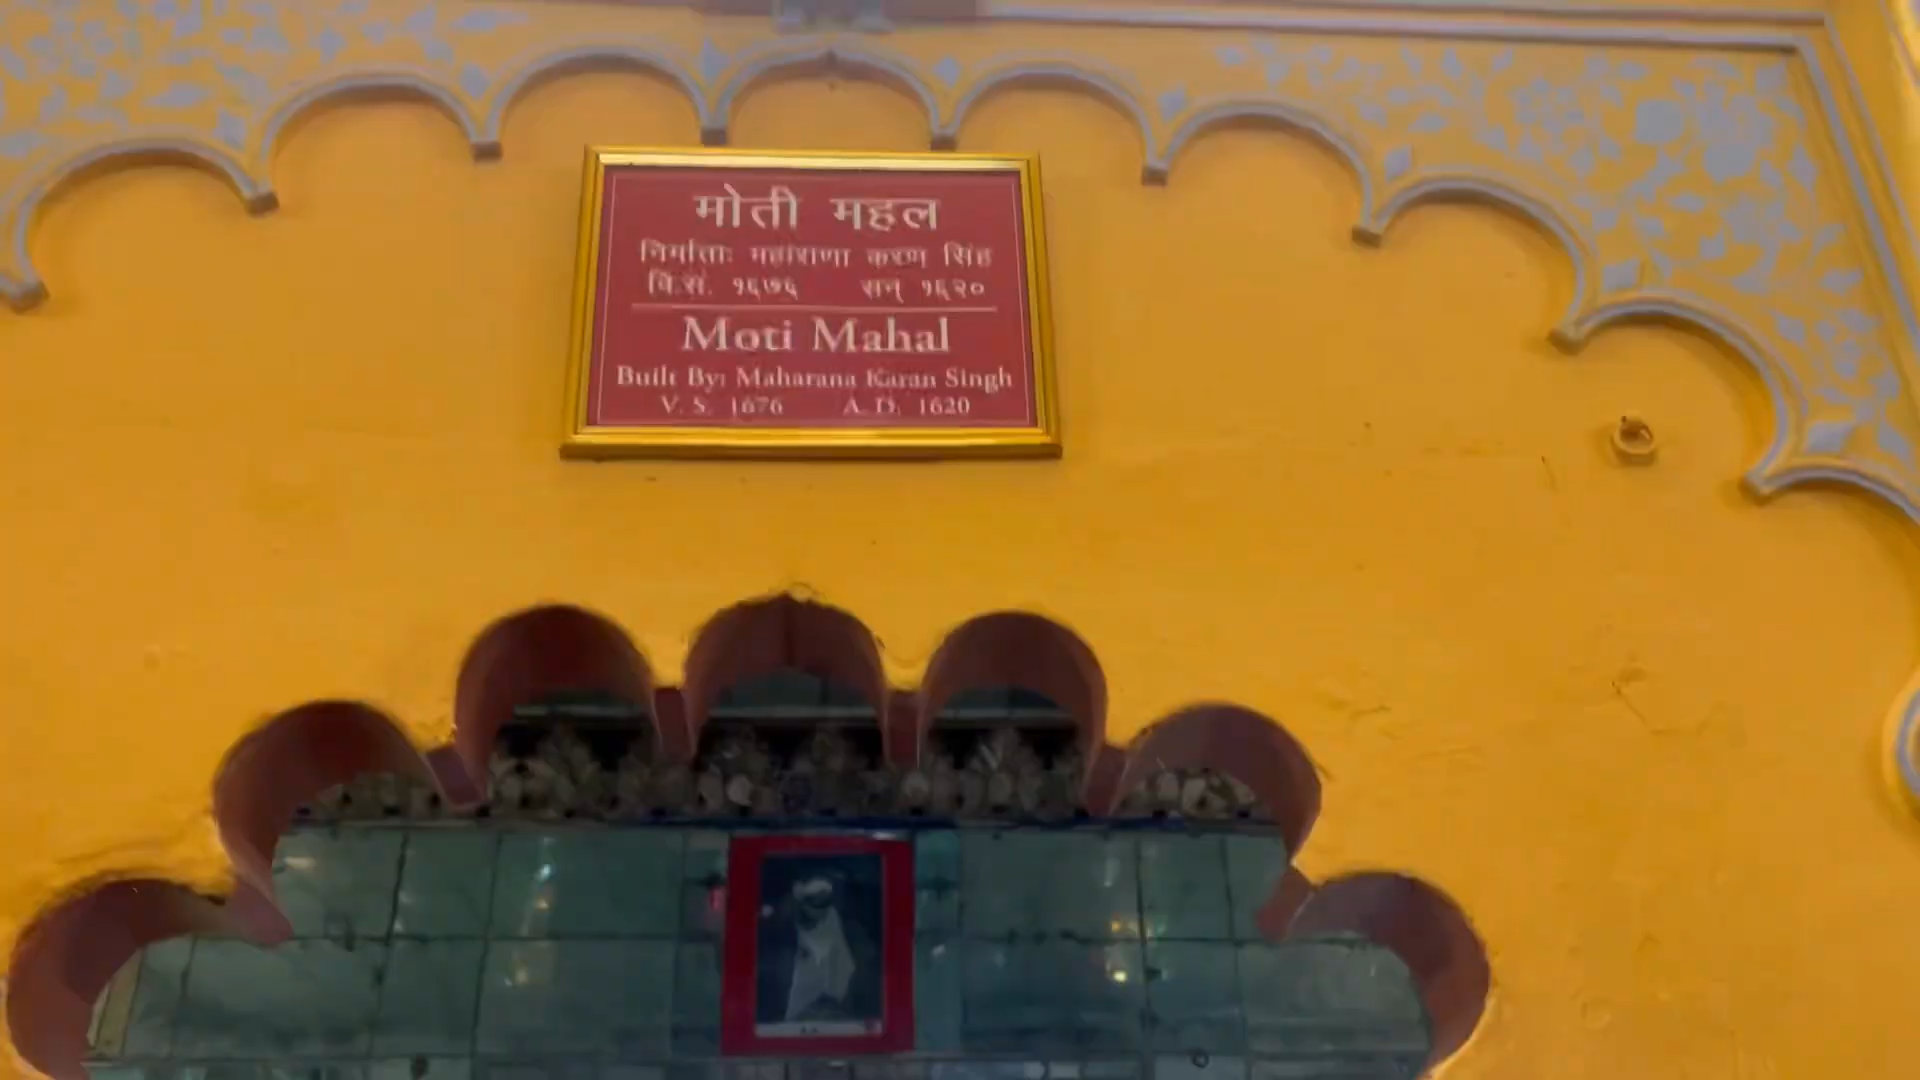 मोती महल
निर्माताः महाराणा करण सिंह
वि.सं. १६७६ सन् १६२०
Moti Mahal
Built By: Maharana Karan Singh
V. S. 1676 A. D. 1620